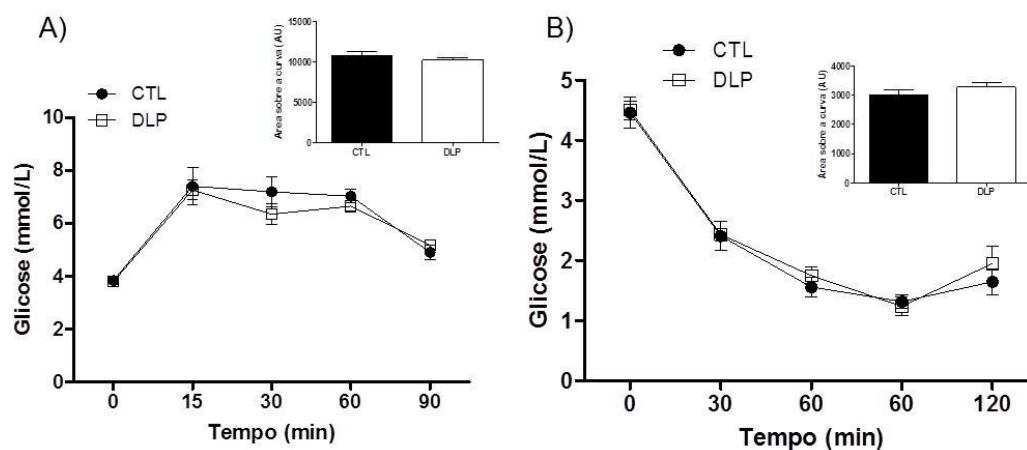 A)
CTL
DLP
Glicose (mmol/L)
10
8
6
4
2
0
0 15 30 60 90
Tempo (min)
Area sobre a curva (AU)
15000
10000
5000
0
CTL DLP
B)
CTL
DLP
Glicose (mmol/L)
5
4
3
2
1
0
0 30 60 60 120
Tempo (min)
Área sobre a curva (AU)
4000
3000
2000
1000
0
CTL DLP